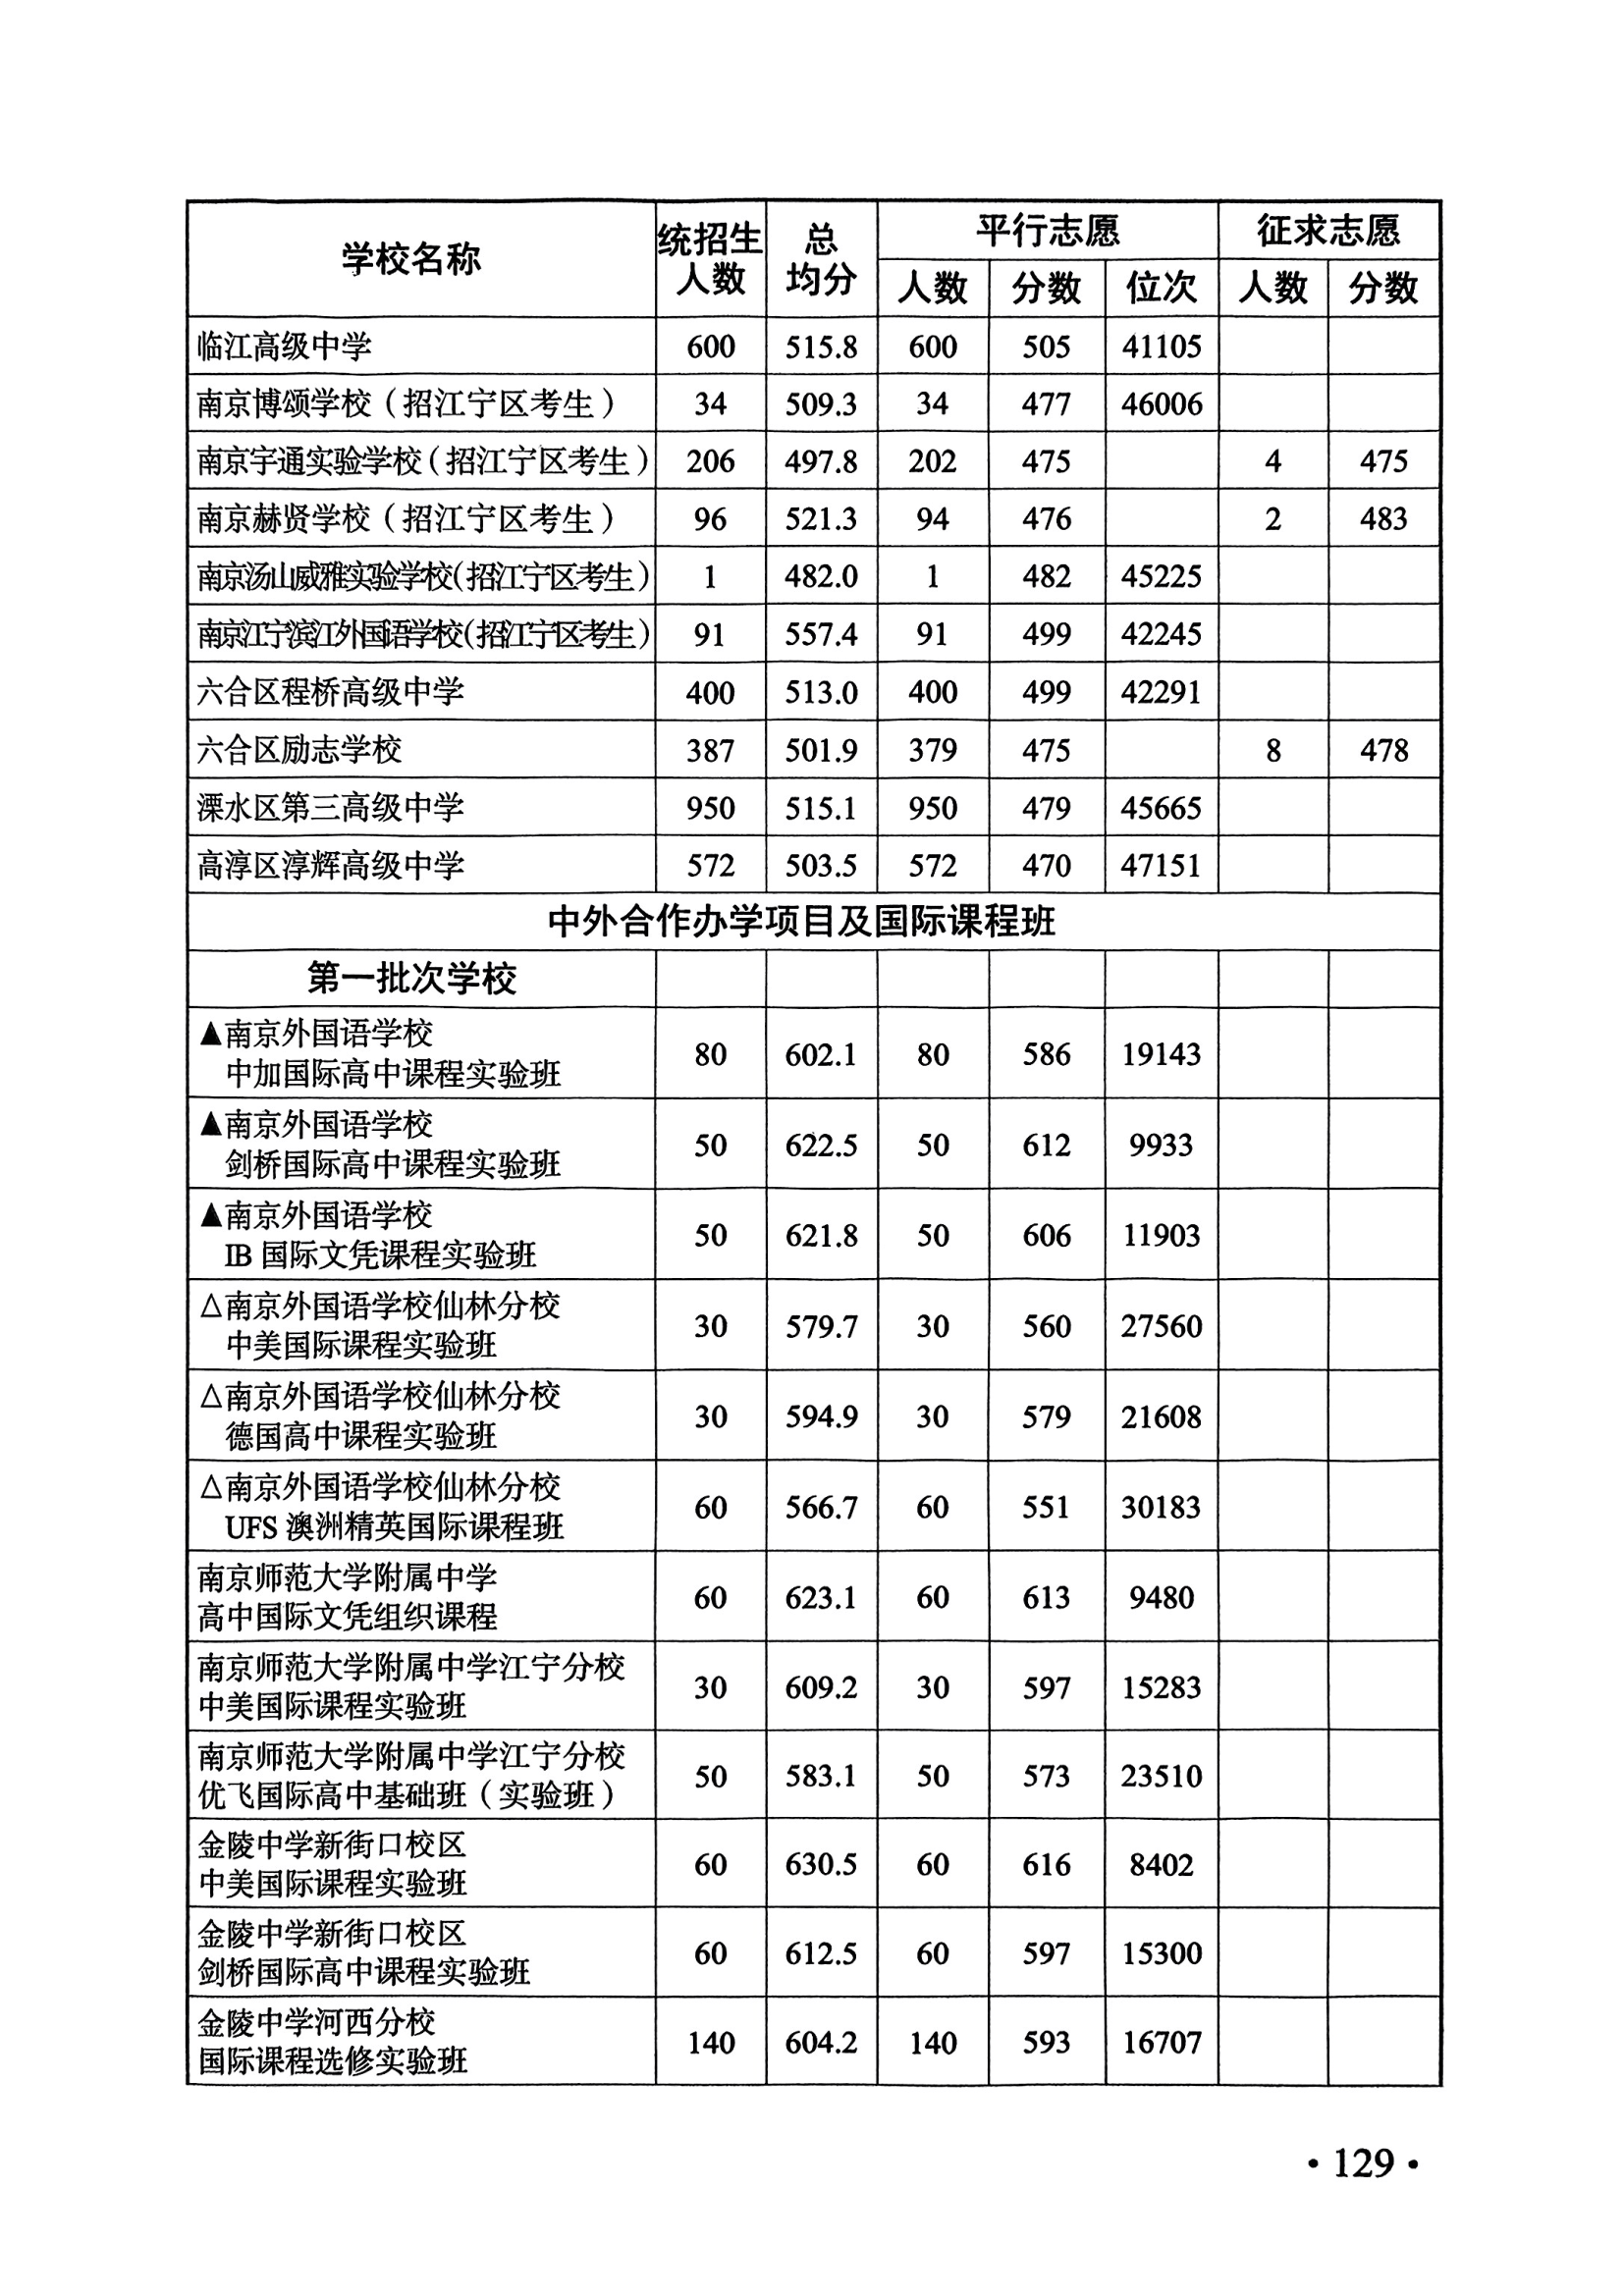 学校名称 统招生人数 总均分 平行志愿 征求志愿
人数 分数 位次 人数 分数
临江高级中学 600 515.8 600 505 41105
南京博颂学校（招江宁区考生） 34 509.3 34 477 46006
南京宇通实验学校（招江宁区考生） 206 497.8 202 475 4 475
南京赫贤学校（招江宁区考生） 96 521.3 94 476 2 483
南京汤山威雅实验学校（招江宁区考生） 1 482.0 1 482 45225
南京江宁滨江外国语学校（招江宁区考生） 91 557.4 91 499 42245
六合区程桥高级中学 400 513.0 400 499 42291
六合区励志学校 387 501.9 379 475 8 478
溧水区第三高级中学 950 515.1 950 479 45665
高淳区淳辉高级中学 572 503.5 572 470 47151
中外合作办学项目及国际课程班
第一批次学校
▲南京外国语学校
中加国际高中课程实验班 80 602.1 80 586 19143
▲南京外国语学校
剑桥国际高中课程实验班 50 622.5 50 612 9933
▲南京外国语学校
IB 国际文凭课程实验班 50 621.8 50 606 11903
△南京外国语学校仙林分校
中美国际课程实验班 30 579.7 30 560 27560
△南京外国语学校仙林分校
德国高中课程实验班 30 594.9 30 579 21608
△南京外国语学校仙林分校
UFS 澳洲精英国际课程班 60 566.7 60 551 30183
南京师范大学附属中学
高中国际文凭组织课程 60 623.1 60 613 9480
南京师范大学附属中学江宁分校
中美国际课程实验班 30 609.2 30 597 15283
南京师范大学附属中学江宁分校
优飞国际高中基础班（实验班） 50 583.1 50 573 23510
金陵中学新街口校区
中美国际课程实验班 60 630.5 60 616 8402
金陵中学新街口校区
剑桥国际高中课程实验班 60 612.5 60 597 15300
金陵中学河西分校
国际课程选修实验班 140 604.2 140 593 16707
·129·